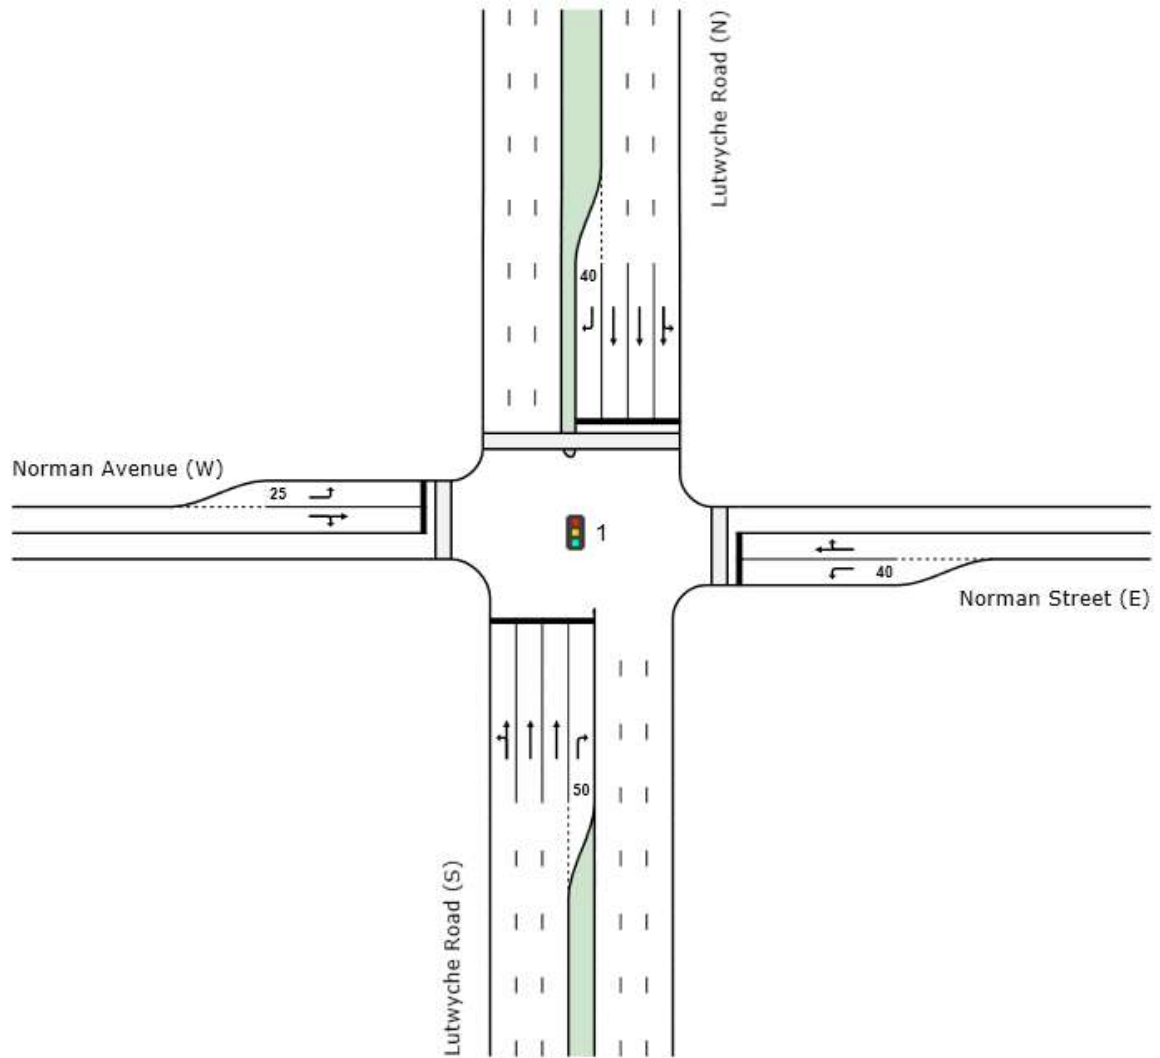 Lutwyche Road (N)
40
Norman Avenue (W)
25
1
40
Norman Street (E)
50
Lutwyche Road (S)